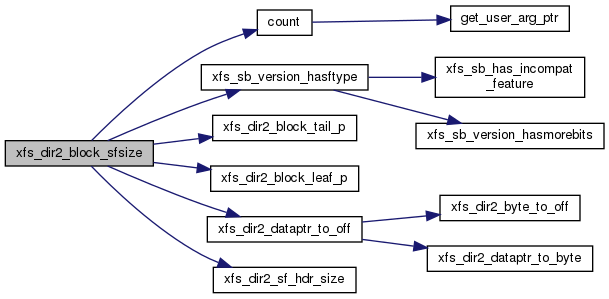 count
get_user_arg_ptr
xfs_sb_version_hasftype
xfs_sb_has_incompat
_feature
xfs_sb_version_hasmorebits
xfs_dir2_block_tail_p
xfs_dir2_block_sfsize
xfs_dir2_block_leaf_p
xfs_dir2_byte_to_off
xfs_dir2_dataptr_to_off
xfs_dir2_dataptr_to_byte
xfs_dir2_sf_hdr_size